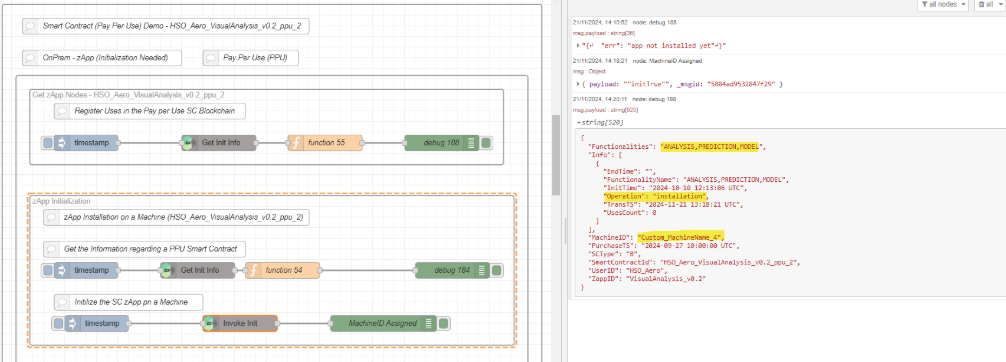 Smart Contract (Pay Per Use) Demo - HSO_Aero_VisualAnalysis_v0.2_ppu_2
OnPrem - zApp (Initialization Needed)
Pay Per Use (PPU)
Get zApp Nodes - HSO_Aero_VisualAnalysis_v0.2_ppu_2
Register Uses in the Pay per Use SC Blockchain
timestamp
Get Init Info
function 55
debug 188
zApp Initialization
zApp Installation on a Machine (HSO_Aero_VisualAnalysis_v0.2_ppu_2)
Get the Information regarding a PPU Smart Contract
timestamp
Get Init Info
function 54
debug 184
Initilize the SC zApp pn a Machine
timestamp
Invoke Init
MachineID Assigned
all nodes
all
21/11/2024, 14:10:52 node: debug 188
msg.payload : string[36]
"{↵ "err": "app not installed yet"↵}"
21/11/2024, 14:18:21 node: MachineID Assigned
msg : Object
{ payload: ""initTrue"", _msgid: "5884ad9532847f29" }
21/11/2024, 14:20:11 node: debug 188
msg.payload : string[520]
string[520]
{
"Functionalities": "ANALYSIS,PREDICTION,MODEL",
"Info": [
{
"EndTime": "",
"FunctionalityName": "ANALYSIS,PREDICTION,MODEL",
"InitTime": "2024-10-10 12:13:06 UTC",
"Operation": "installation",
"TransTS": "2024-11-21 13:18:21 UTC",
"UsesCount": 0
}
],
"MachineID": "Custom_MachineName_4",
"PurchaseTS": "2024-09-27 10:00:00 UTC",
"SCType": "B",
"SmartContractId": "HSO_Aero_VisualAnalysis_v0.2_ppu_2",
"UserID": "HSO_Aero",
"ZappID": "VisualAnalysis_v0.2"
}